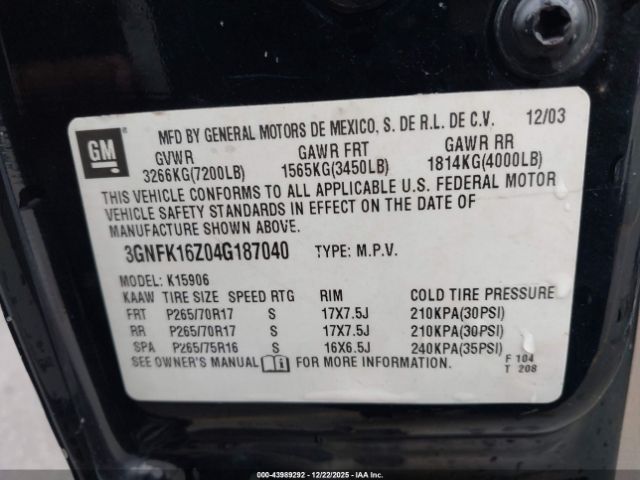 GM
MFD BY GENERAL MOTORS DE MEXICO, S. DE R.L. DE C.V. 12/03
GVWR GAWR FRT GAWR RR
3266KG(7200LB) 1565KG(3450LB) 1814KG(4000LB)
THIS VEHICLE CONFORMS TO ALL APPLICABLE U.S. FEDERAL MOTOR
VEHICLE SAFETY STANDARDS IN EFFECT ON THE DATE OF
MANUFACTURE SHOWN ABOVE.
3GNFK16Z04G187040 TYPE: M.P.V.
MODEL: K15906
KAAW TIRE SIZE SPEED RTG RIM COLD TIRE PRESSURE
FRT P265/70R17 S 17X7.5J 210KPA(30PSI)
RR P265/70R17 S 17X7.5J 210KPA(30PSI)
SPA P265/75R16 S 16X6.5J 240KPA(35PSI)
SEE OWNER'S MANUAL FOR MORE INFORMATION.
F 104
T 208
000-43989292 - 12/22/2025 - IAAI.COM